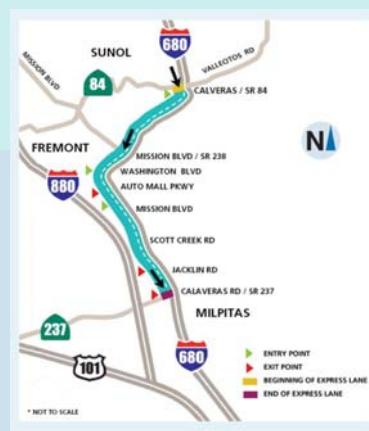 SUNOL
680
MISSION BLVD
VALLECITOS RD
84
CALVERAS / SR 84
FREMONT
N
MISSION BLVD / SR 238
WASHINGTON BLVD
880
AUTO MALL PKWY
MISSION BLVD
SCOTT CREEK RD
JACKLIN RD
CALAVERAS RD / SR 237
MILPITAS
237
101
680
ENTRY POINT
EXIT POINT
BEGINNING OF EXPRESS LANE
END OF EXPRESS LANE
* NOT TO SCALE